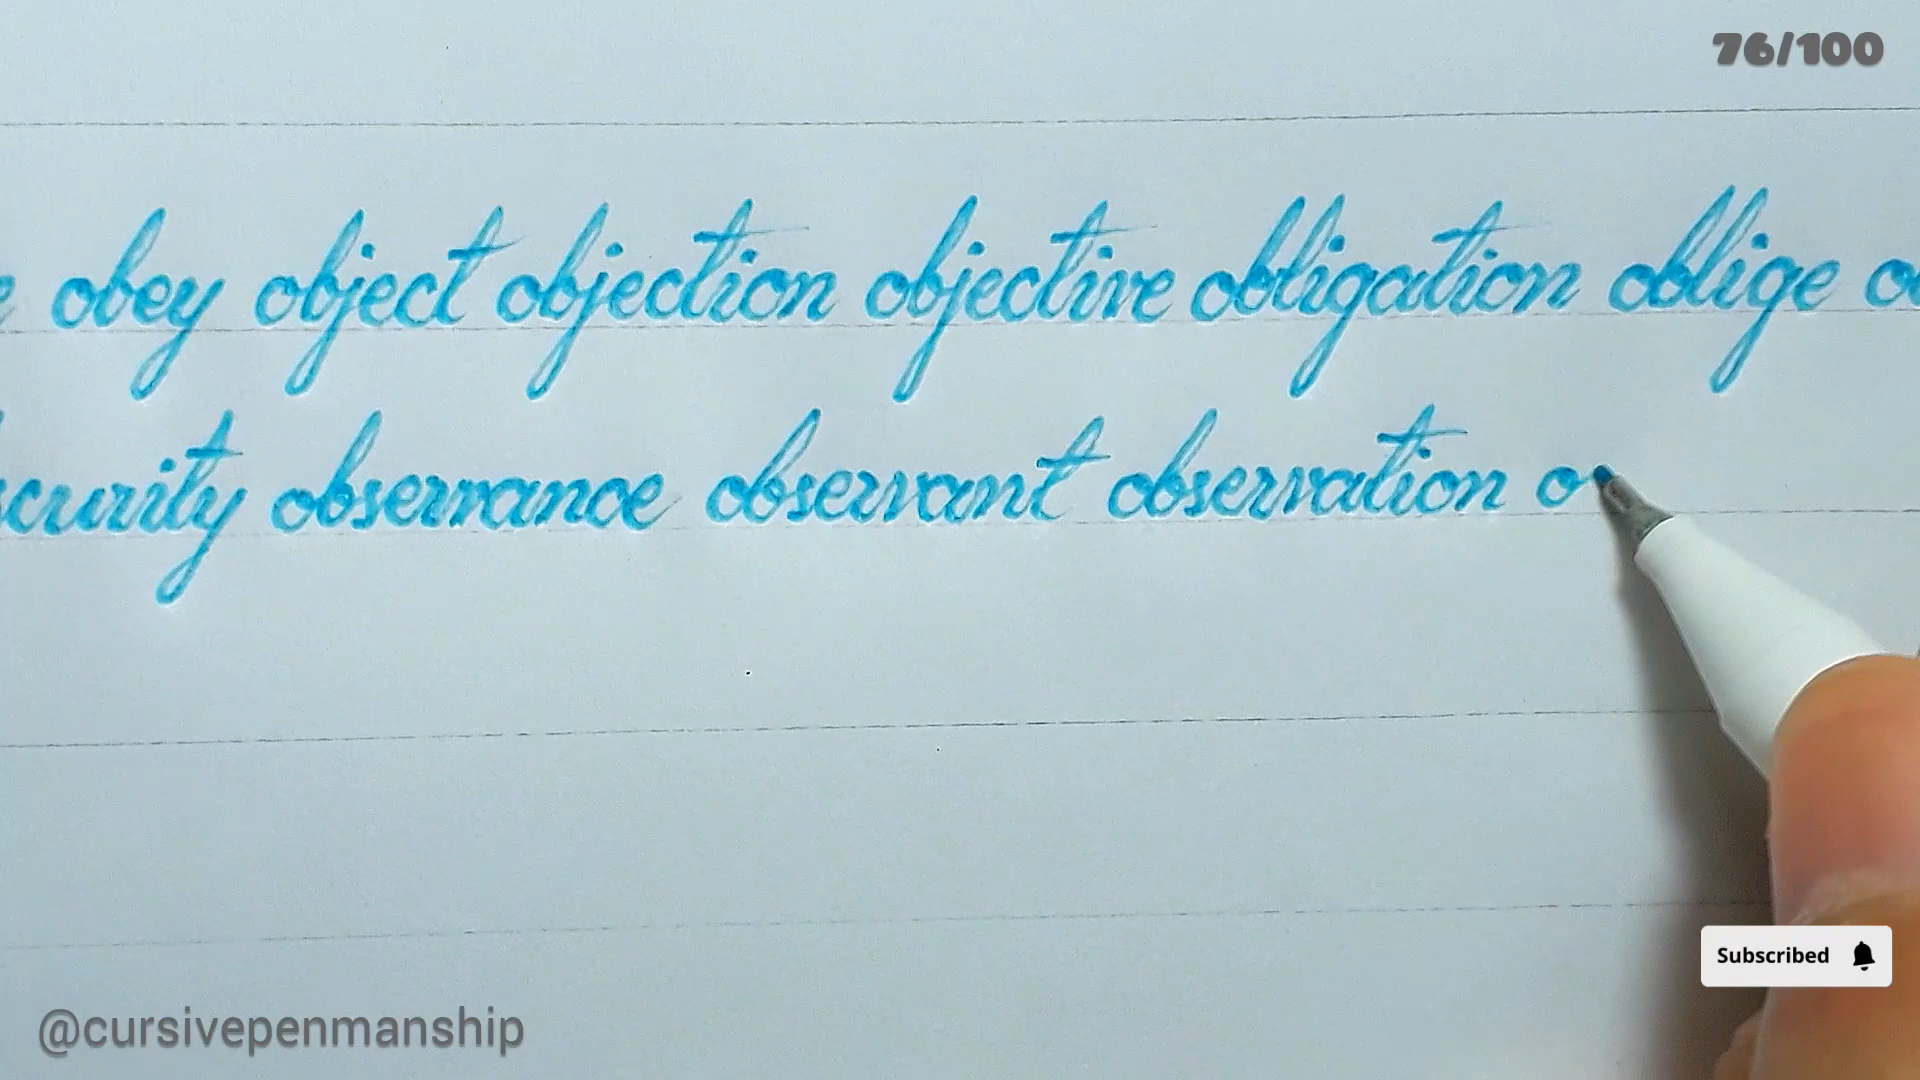 76/100
obey object objection objective obligation oblige
observance observant observation o
Subscribed
@cursivepenmanship